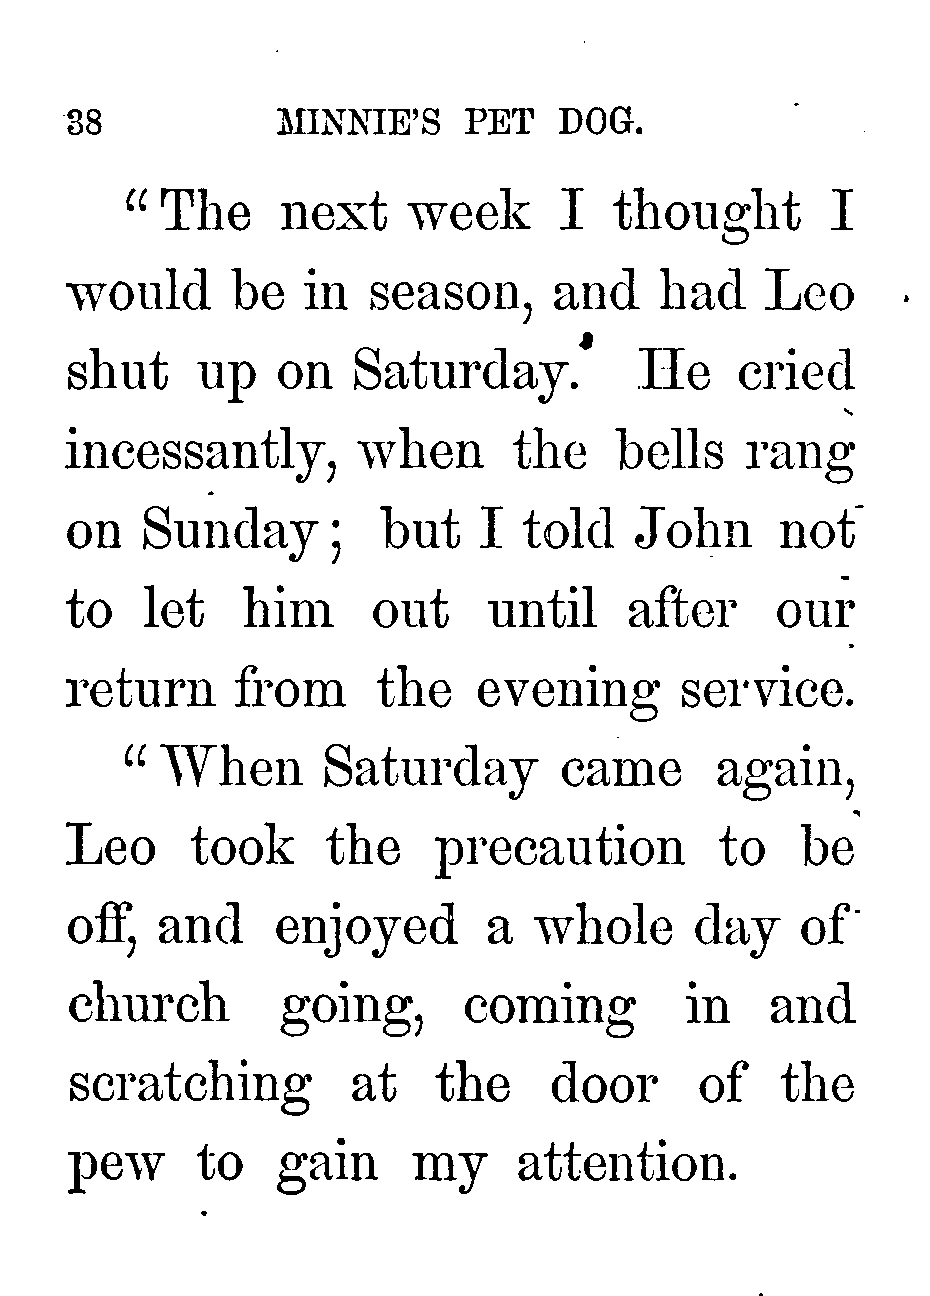 38 MINNIE'S PET DOG.
“The next week I thought I
would be in season, and had Leo
shut up on Saturday. He cried
incessantly, when the bells rang
on Sunday; but I told John not
to let him out until after our
return from the evening service.
“When Saturday came again,
Leo took the precaution to be
off, and enjoyed a whole day of
church going, coming in and
scratching at the door of the
pew to gain my attention.